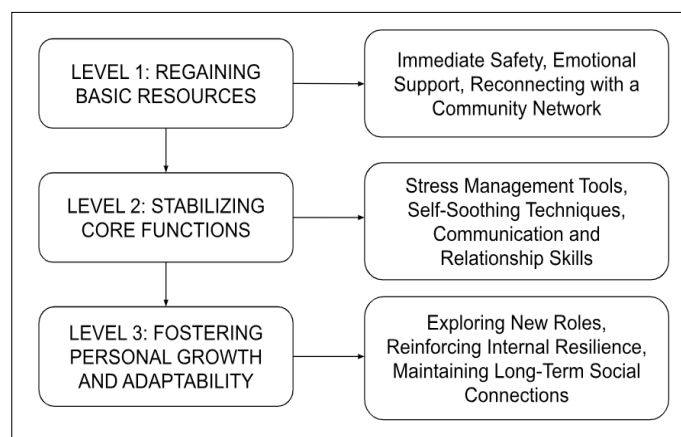 LEVEL 1: REGAINING
BASIC RESOURCES
Immediate Safety, Emotional
Support, Reconnecting with a
Community Network
LEVEL 2: STABILIZING
CORE FUNCTIONS
Stress Management Tools,
Self-Soothing Techniques,
Communication and
Relationship Skills
LEVEL 3: FOSTERING
PERSONAL GROWTH
AND ADAPTABILITY
Exploring New Roles,
Reinforcing Internal Resilience,
Maintaining Long-Term Social
Connections